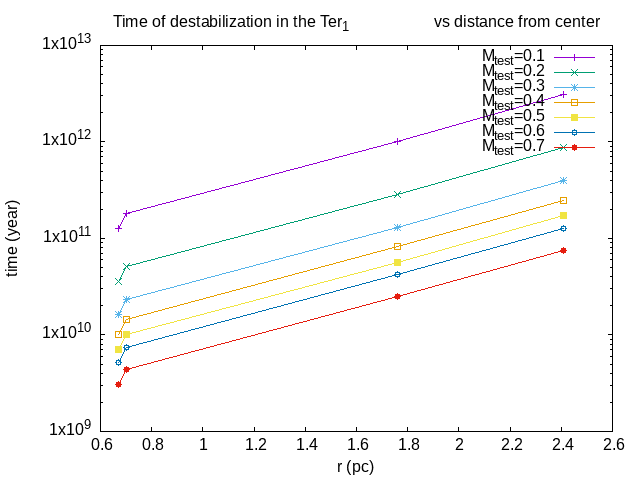 Time of destabilization in the Ter1 vs distance from center
1x10^13
1x10^12
1x10^11
1x10^10
1x10^9
time (year)
Mtest=0.1
Mtest=0.2
Mtest=0.3
Mtest=0.4
Mtest=0.5
Mtest=0.6
Mtest=0.7
0.6 0.8 1 1.2 1.4 1.6 1.8 2 2.2 2.4 2.6
r (pc)